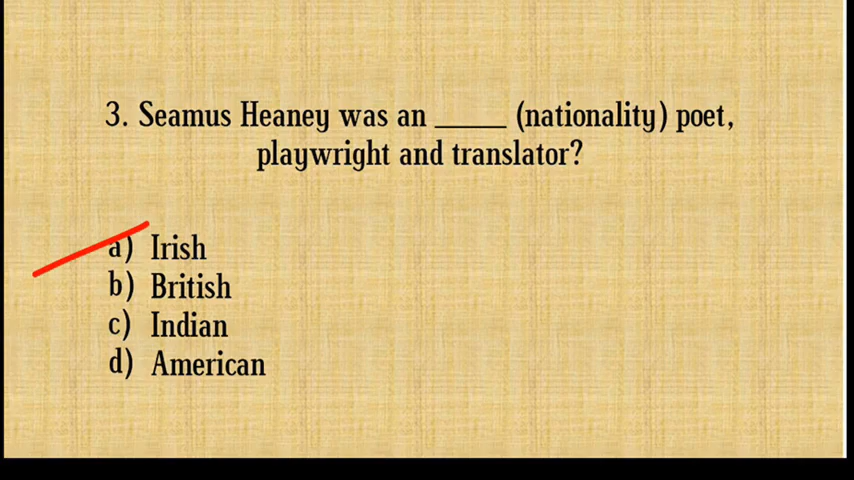 3. Seamus Heaney was an _____ (nationality) poet,
playwright and translator?
a) Irish
b) British
c) Indian
d) American